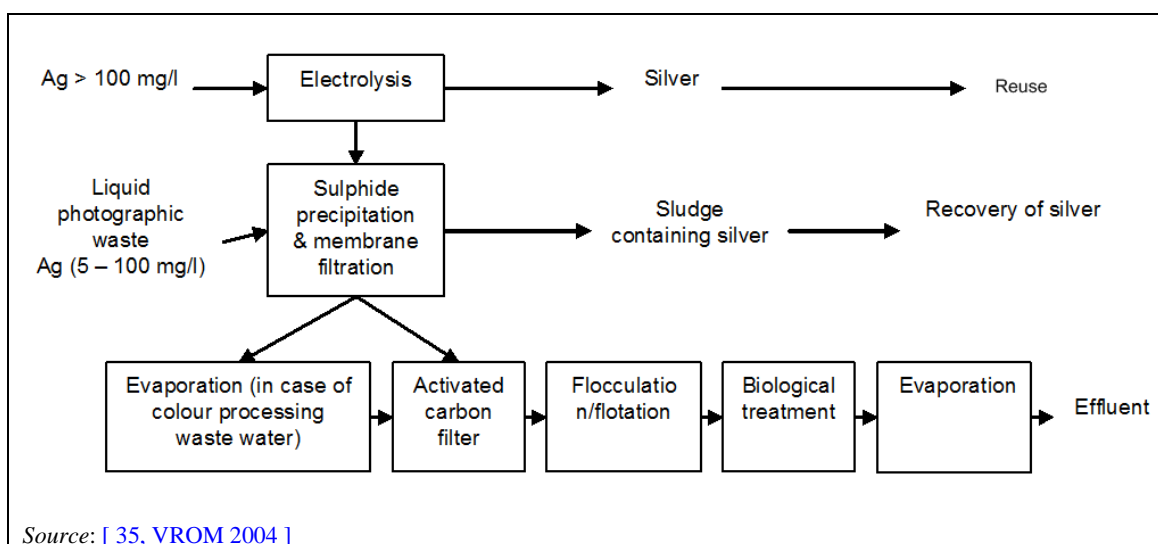 Ag > 100 mg/l
Electrolysis
Silver
Reuse
Liquid
photographic
waste
Ag (5 – 100 mg/l)
Sulphide
precipitation
& membrane
filtration
Sludge
containing silver
Recovery of silver
Evaporation (in case of
colour processing
waste water)
Activated
carbon
filter
Flocculatio
n/flotation
Biological
treatment
Evaporation
Effluent
Source: [ 35, VROM 2004 ]